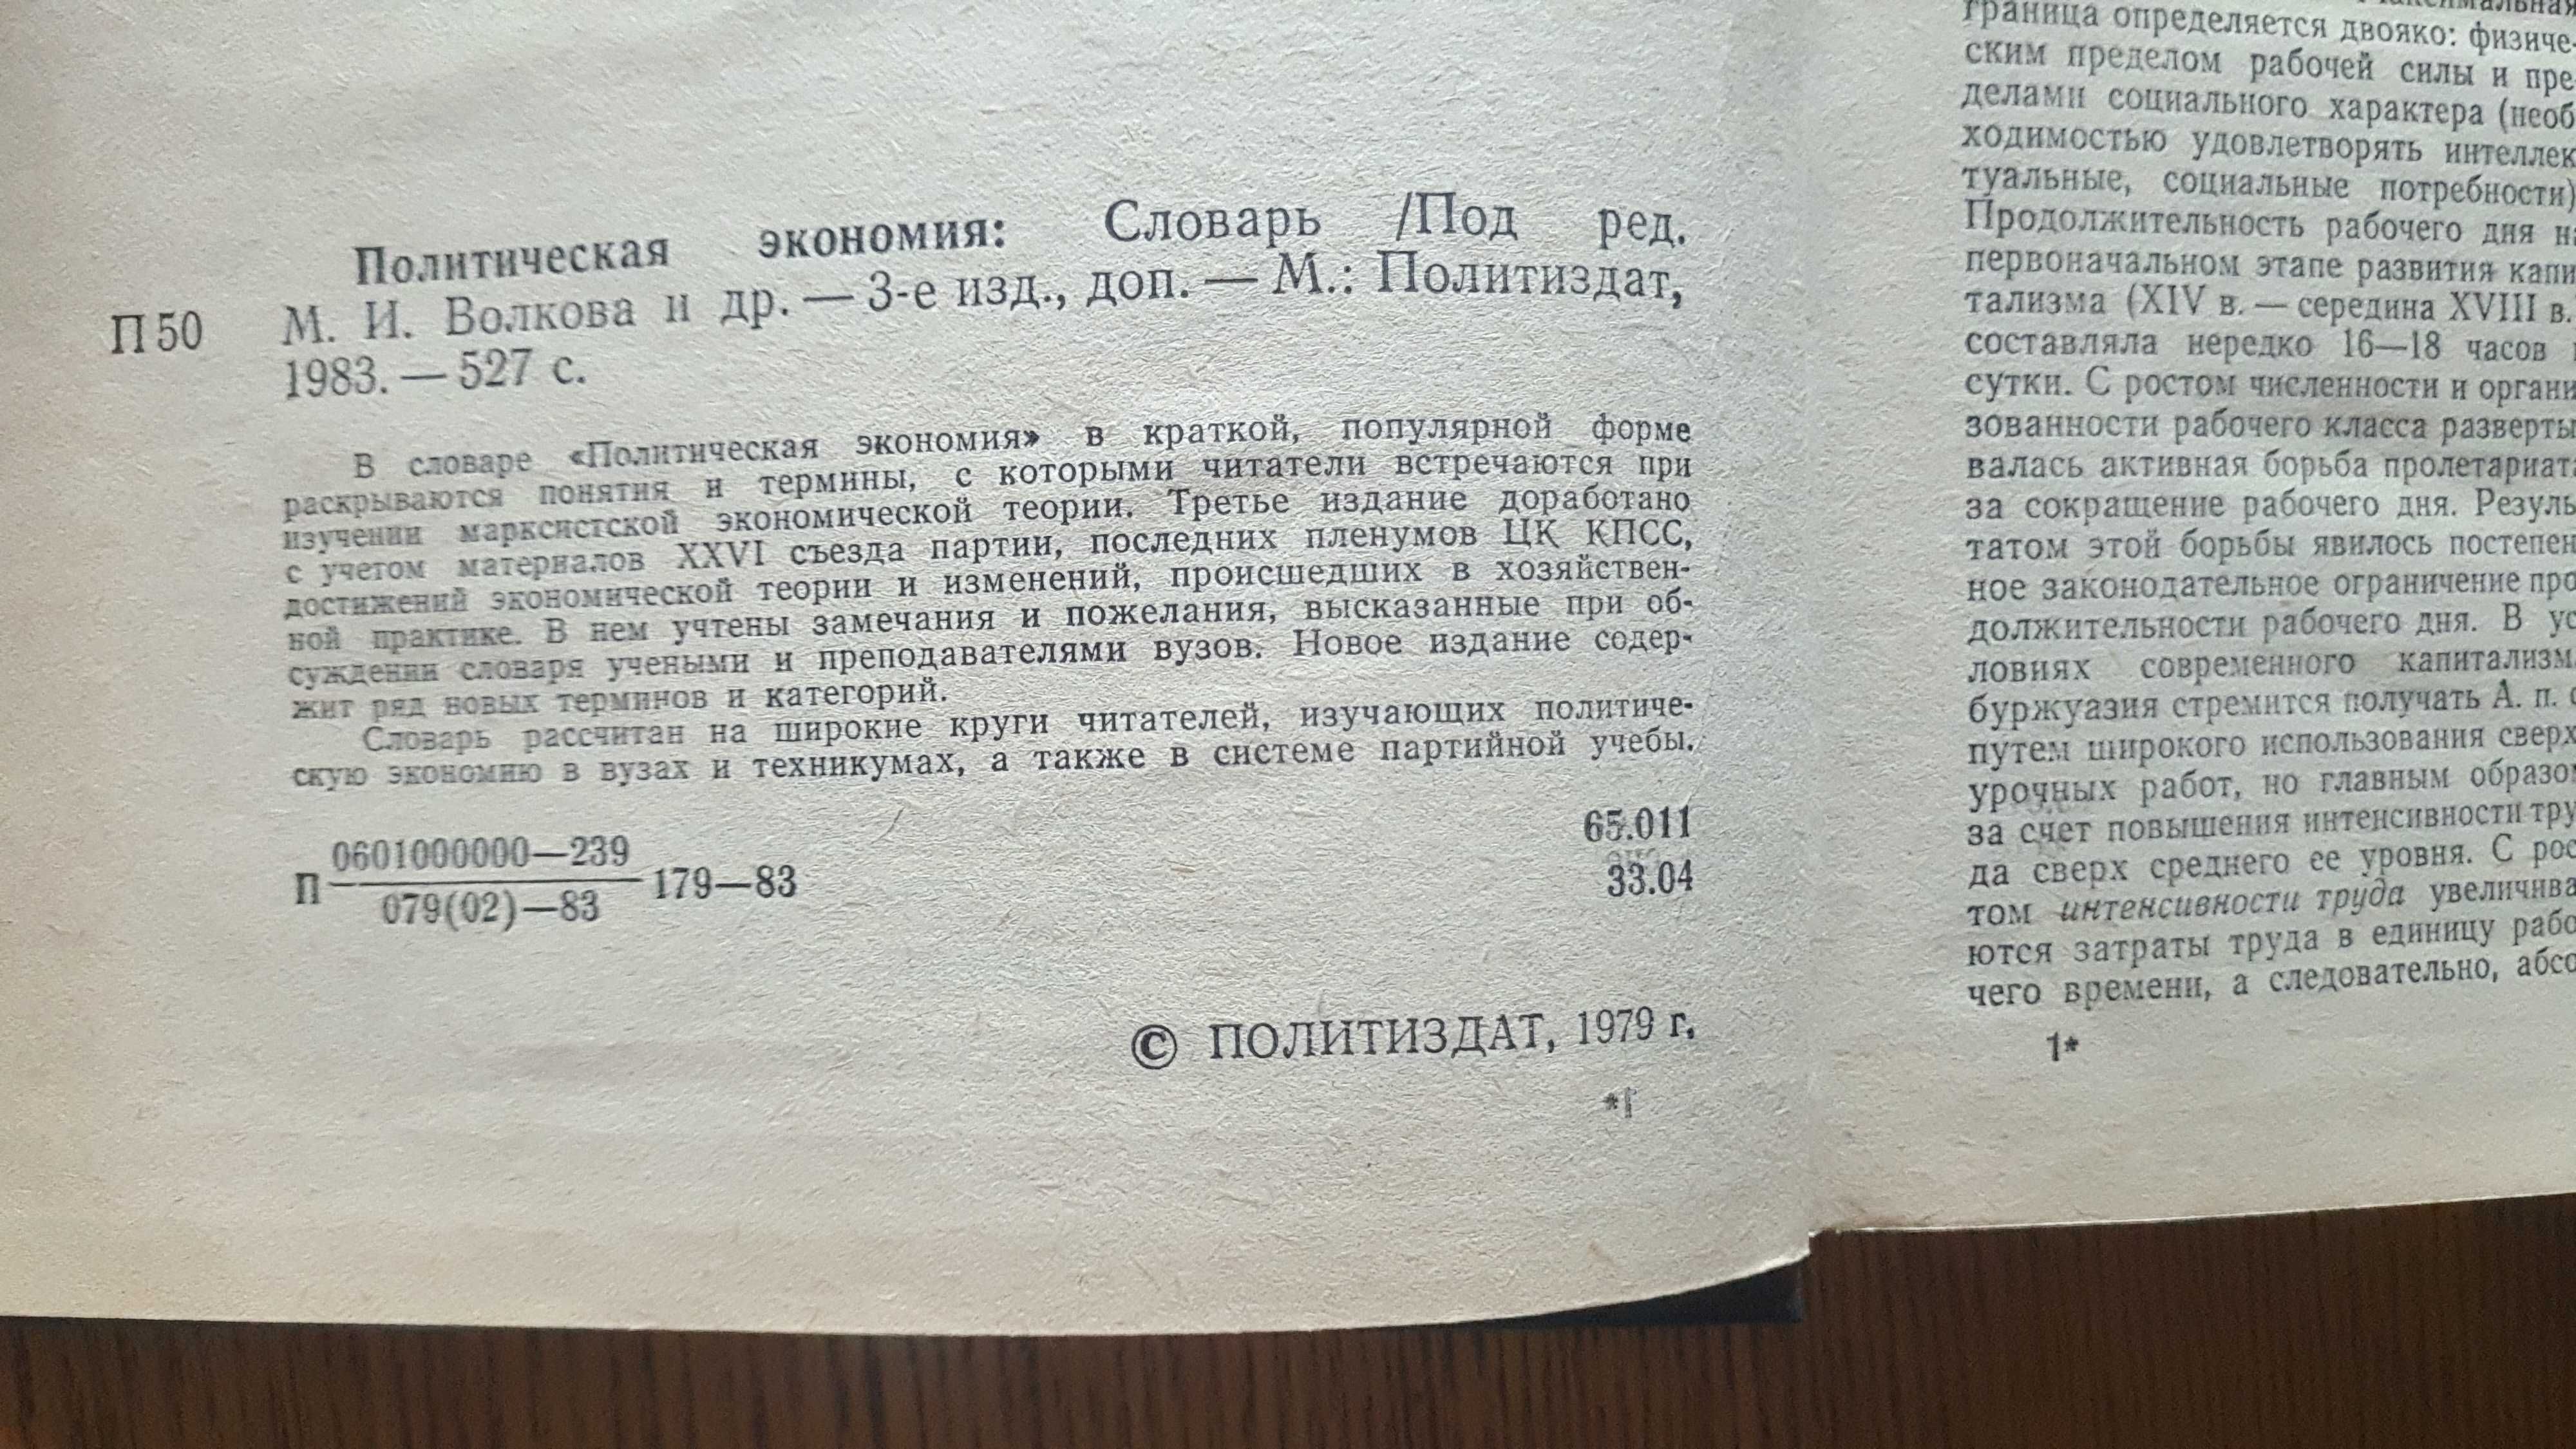 Политическая экономия: Словарь /Под ред.
П 50 М. И. Волкова и др. — 3-е изд., доп. — М.: Политиздат,
1983. — 527 с.
В словаре «Политическая экономия» в краткой, популярной форме
раскрываются понятия и термины, с которыми читатели встречаются при
изучении марксистской экономической теории. Третье издание доработано
с учетом материалов XXVI съезда партии, последних пленумов ЦК КПСС,
достижений экономической теории и изменений, происшедших в хозяйствен-
ной практике. В нем учтены замечания и пожелания, высказанные при об-
суждении словаря учеными и преподавателями вузов. Новое издание содер-
жит ряд новых терминов и категорий.
Словарь рассчитан на широкие круги читателей, изучающих политиче-
скую экономию в вузах и техникумах, а также в системе партийной учебы.
0601000000—239
П 179—83
079(02)—83
65.011
33.04
© ПОЛИТИЗДАТ, 1979 г.
граница определяется двояко: физиче-
ским пределом рабочей силы и пре-
делами социального характера (необ
ходимостью удовлетворять интеллек
туальные, социальные потребности)
Продолжительность рабочего дня на
первоначальном этапе развития капи
тализма (XIV в. — середина XVIII в.
составляла нередко 16—18 часов
сутки. С ростом численности и органи
зованности рабочего класса разверты
валась активная борьба пролетариат
за сокращение рабочего дня. Резуль
татом этой борьбы явилось постепен
ное законодательное ограничение про
должительности рабочего дня. В ус
ловиях современного капитализм
буржуазия стремится получать А. п. с
путем широкого использования сверх
урочных работ, но главным образом
за счет повышения интенсивности тру
да сверх среднего ее уровня. С рос
том интенсивности труда увеличива
ются затраты труда в единицу рабо
чего времени, а следовательно, абсо
1*